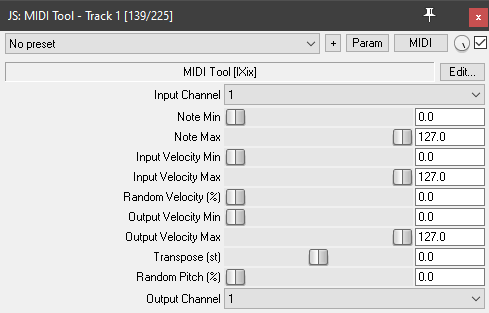 JS: MIDI Tool - Track 1 [139/225]
No preset + Param MIDI
MIDI Tool [IXix] Edit...
Input Channel 1
Note Min 0.0
Note Max 127.0
Input Velocity Min 0.0
Input Velocity Max 127.0
Random Velocity (%) 0.0
Output Velocity Min 0.0
Output Velocity Max 127.0
Transpose (st) 0.0
Random Pitch (%) 0.0
Output Channel 1